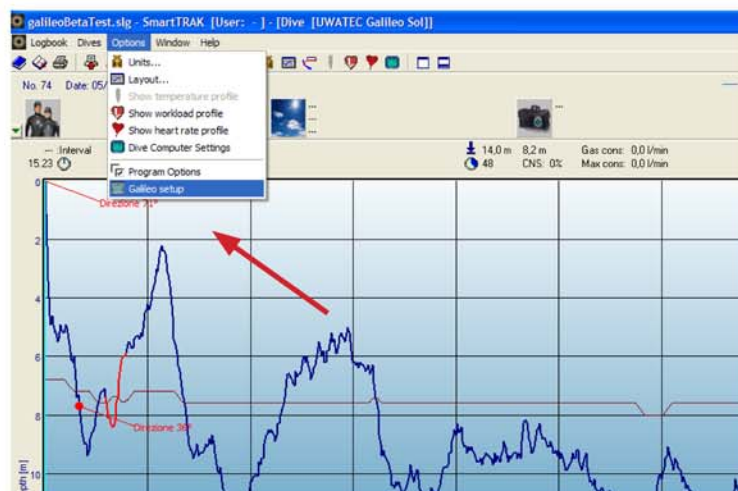 galileoBetaTest.slg - SmartTRAK [User: - ] - [Dive [UWATEC Galileo Sol]]
Logbook Dives Options Window Help
Units...
Layout...
Show temperature profile
Show workload profile
Show heart rate profile
Dive Computer Settings
Program Options
Galileo setup
No. 74 Date: 05/
---
---
---
---
--- :Interval
15.23
14,0 m 8,2 m Gas cons: 0,0 l/min
48 CNS: 0% Max cons: 0,0 l/min
0
Direzione 71°
2
4
6
8
Direzione 36°
10
pth [m]